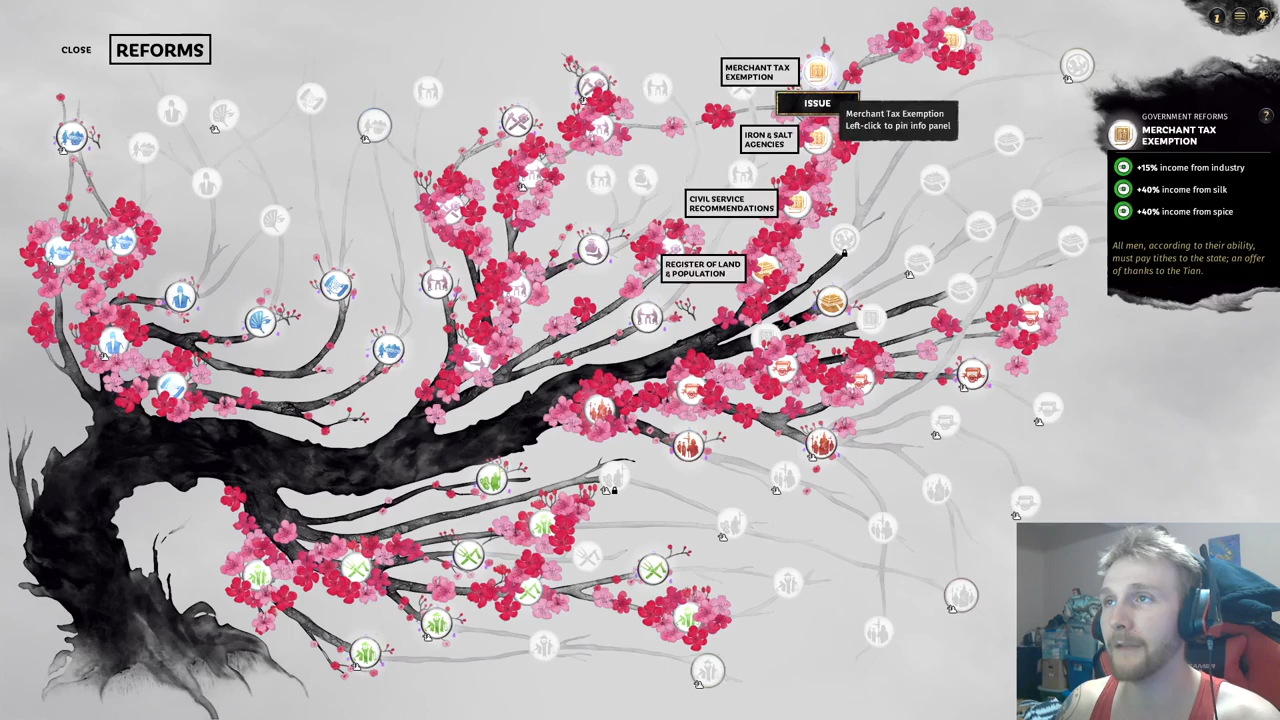 CLOSE
REFORMS
MERCHANT TAX
EXEMPTION
ISSUE
Merchant Tax Exemption
Left-click to pin info panel
IRON & SALT
AGENCIES
CIVIL SERVICE
RECOMMENDATIONS
REGISTER OF LAND
& POPULATION
GOVERNMENT REFORMS
?
MERCHANT TAX
EXEMPTION
+15% income from industry
+40% income from silk
+40% income from spice
All men, according to their ability,
must pay tithes to the state; an offer
of thanks to the Tian.